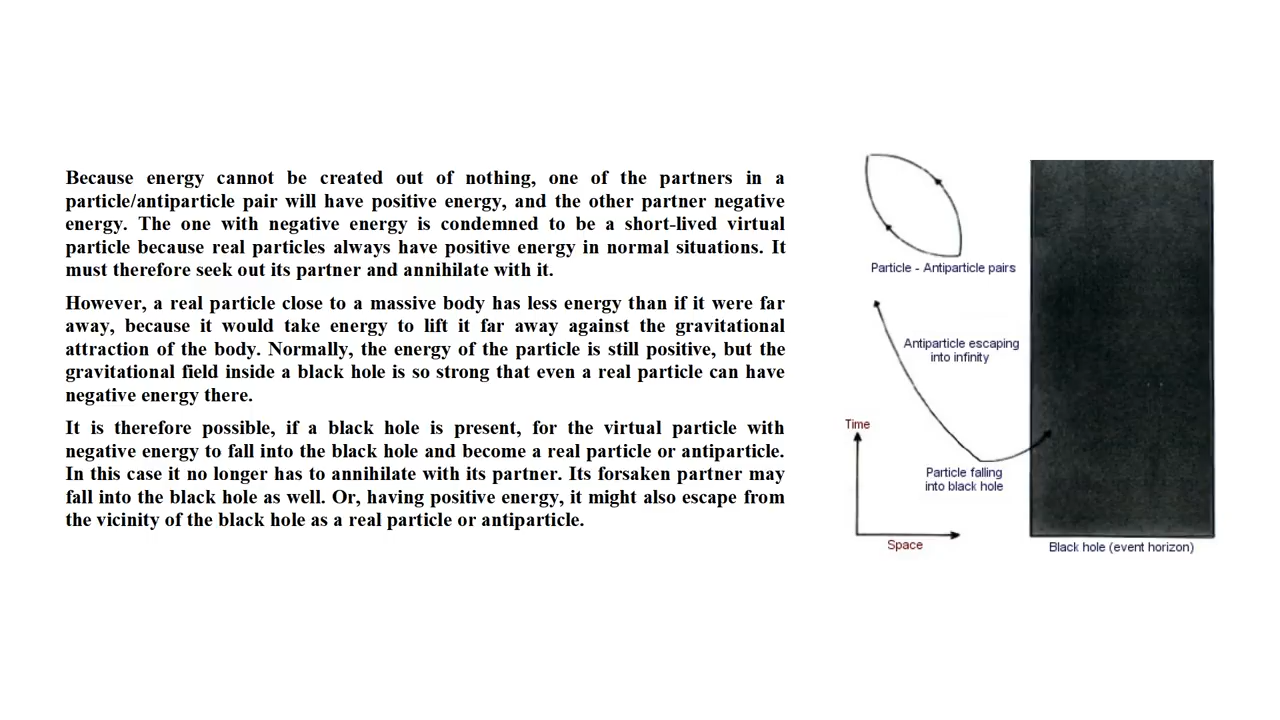 Because energy cannot be created out of nothing, one of the partners in a
particle/antiparticle pair will have positive energy, and the other partner negative
energy. The one with negative energy is condemned to be a short-lived virtual
particle because real particles always have positive energy in normal situations. It
must therefore seek out its partner and annihilate with it.
However, a real particle close to a massive body has less energy than if it were far
away, because it would take energy to lift it far away against the gravitational
attraction of the body. Normally, the energy of the particle is still positive, but the
gravitational field inside a black hole is so strong that even a real particle can have
negative energy there.
It is therefore possible, if a black hole is present, for the virtual particle with
negative energy to fall into the black hole and become a real particle or antiparticle.
In this case it no longer has to annihilate with its partner. Its forsaken partner may
fall into the black hole as well. Or, having positive energy, it might also escape from
the vicinity of the black hole as a real particle or antiparticle.
Particle - Antiparticle pairs
Antiparticle escaping
into infinity
Time
Particle falling
into black hole
Space
Black hole (event horizon)